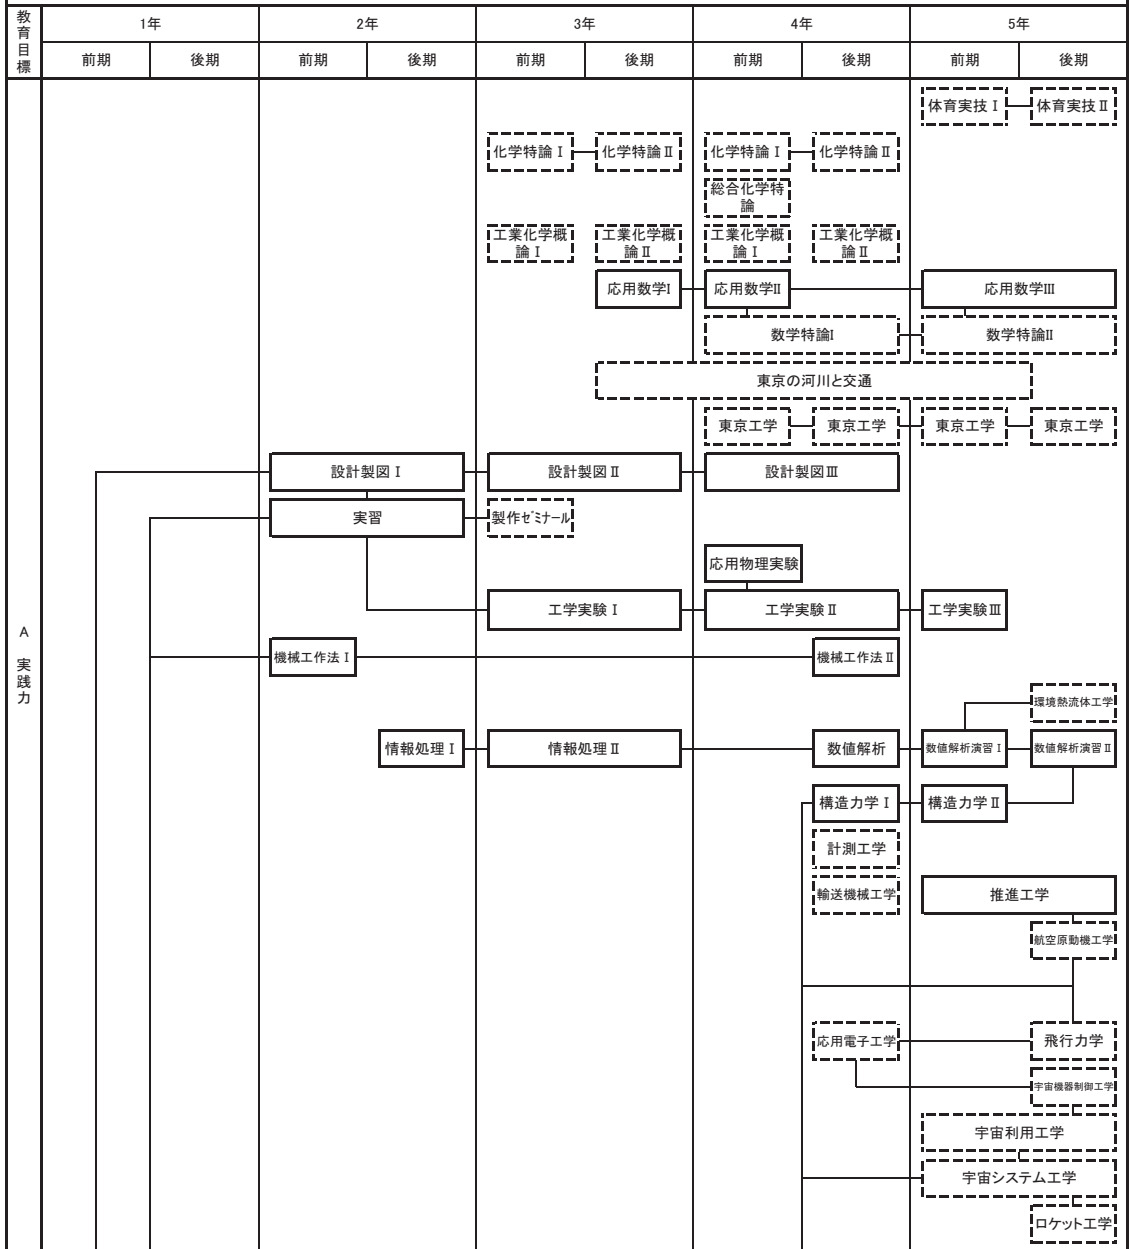 教育目標
1年
2年
3年
4年
5年
前期
後期
前期
後期
前期
後期
前期
後期
前期
後期
体育実技Ⅰ
体育実技Ⅱ
化学特論Ⅰ
化学特論Ⅱ
化学特論Ⅰ
化学特論Ⅱ
総合化学特
論
工業化学概
論Ⅰ
工業化学概
論Ⅱ
工業化学概
論Ⅰ
工業化学概
論Ⅱ
応用数学Ⅰ
応用数学Ⅱ
応用数学Ⅲ
数学特論Ⅰ
数学特論Ⅱ
東京の河川と交通
東京工学
東京工学
東京工学
東京工学
設計製図Ⅰ
設計製図Ⅱ
設計製図Ⅲ
実習
製作ゼミナール
応用物理実験
工学実験Ⅰ
工学実験Ⅱ
工学実験Ⅲ
A 実践力
機械工作法Ⅰ
機械工作法Ⅱ
環境熱流体工学
情報処理Ⅰ
情報処理Ⅱ
数値解析
数値解析演習Ⅰ
数値解析演習Ⅱ
構造力学Ⅰ
構造力学Ⅱ
計測工学
輸送機械工学
推進工学
航空原動機工学
応用電子工学
飛行力学
宇宙機器制御工学
宇宙利用工学
宇宙システム工学
ロケット工学